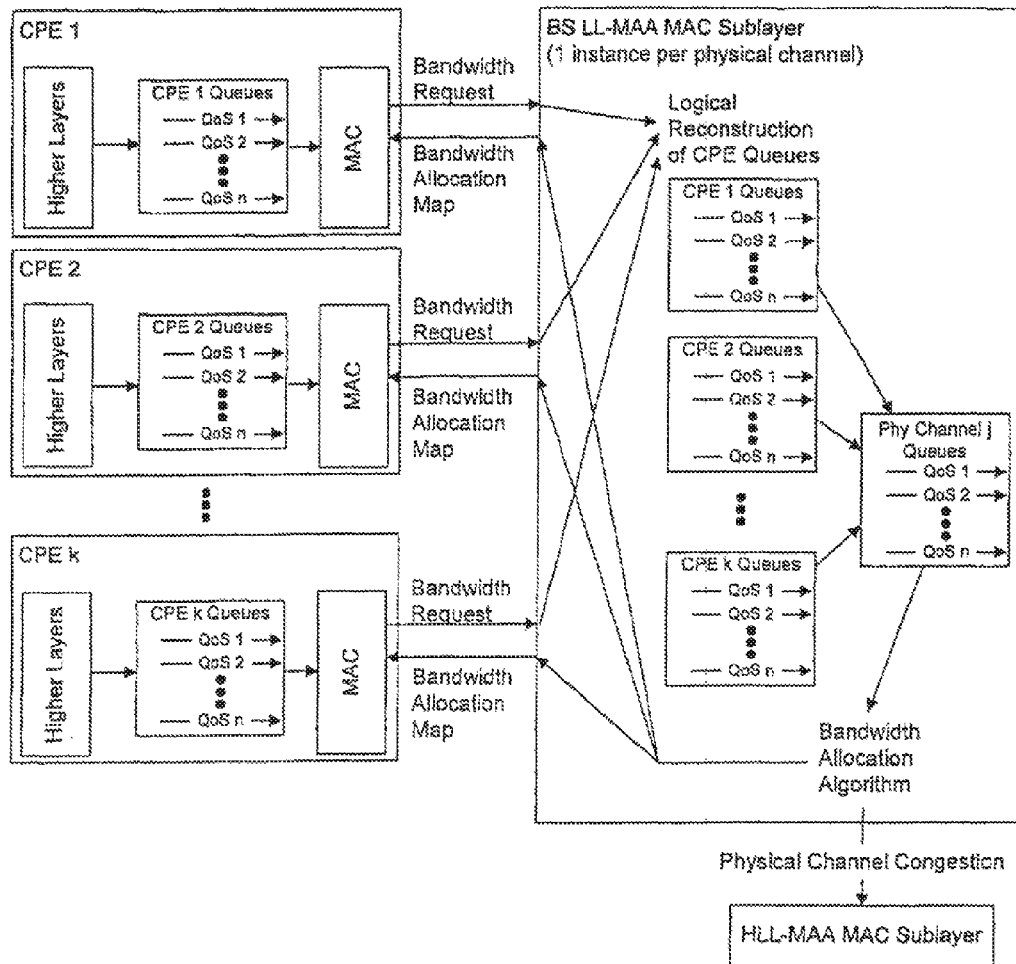 CPE 1
Higher Layers
CPE 1 Queues
QoS 1
QoS 2
QoS n
MAC
Bandwidth
Request
Bandwidth
Allocation
Map
CPE 2
Higher Layers
CPE 2 Queues
QoS 1
QoS 2
QoS n
MAC
Bandwidth
Request
Bandwidth
Allocation
Map
CPE k
Higher Layers
CPE k Queues
QoS 1
QoS 2
QoS n
MAC
Bandwidth
Request
Bandwidth
Allocation
Map
BS LL-MAA MAC Sublayer
(1 instance per physical channel)
Logical
Reconstruction
of CPE Queues
CPE 1 Queues
QoS 1
QoS 2
QoS n
CPE 2 Queues
QoS 1
QoS 2
QoS n
CPE k Queues
QoS 1
QoS 2
QoS n
Phy Channel j
Queues
QoS 1
QoS 2
QoS n
Bandwidth
Allocation
Algorithm
Physical Channel Congestion
HLL-MAA MAC Sublayer